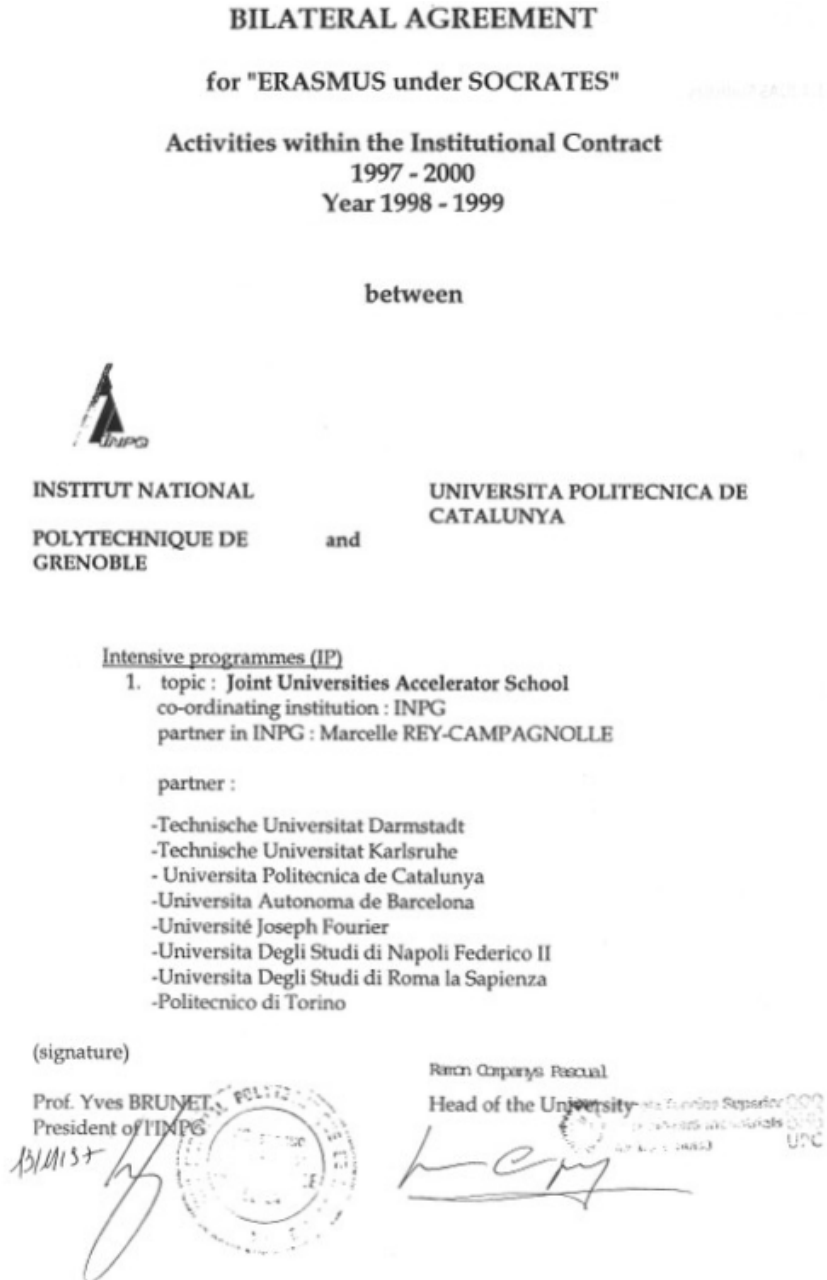 BILATERAL AGREEMENT
for "ERASMUS under SOCRATES"
Activities within the Institutional Contract
1997 - 2000
Year 1998 - 1999
between
INPG
INSTITUT NATIONAL
POLYTECHNIQUE DE
GRENOBLE
and
UNIVERSITA POLITECNICA DE
CATALUNYA
Intensive programmes (IP)
1. topic : Joint Universities Accelerator School
co-ordinating institution : INPG
partner in INPG : Marcelle REY-CAMPAGNOLLE
partner :
-Technische Universitat Darmstadt
-Technische Universitat Karlsruhe
- Universita Politecnica de Catalunya
-Universita Autonoma de Barcelona
-Université Joseph Fourier
-Universita Degli Studi di Napoli Federico II
-Universita Degli Studi di Roma la Sapienza
-Politecnico di Torino
(signature)
Prof. Yves BRUNET
President of l'INPG
13/11/97
POLYTE
Ramon Companys Pascual
Head of the University
Superior
UPC